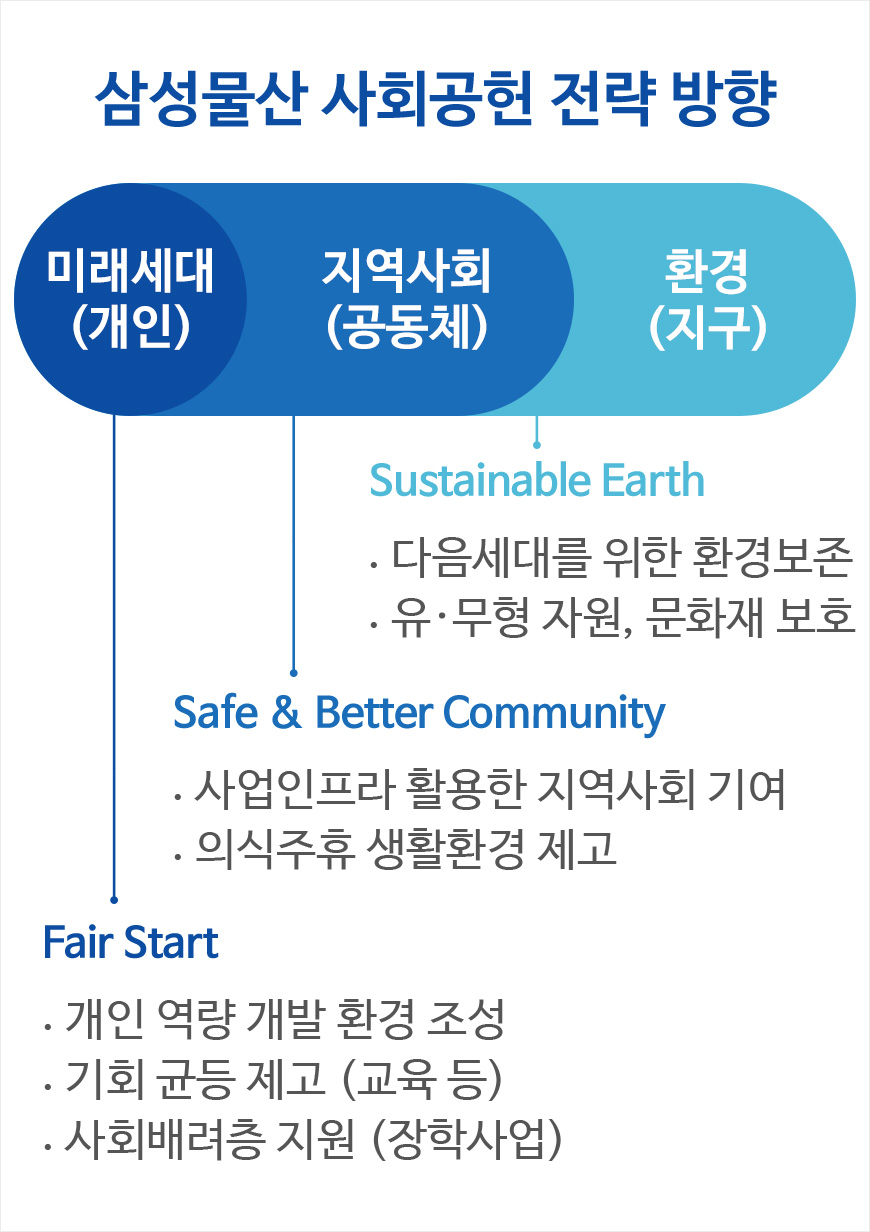 삼성물산 사회공헌 전략 방향
미래세대
(개인)
지역사회
(공동체)
환경
(지구)
Sustainable Earth
· 다음세대를 위한 환경보존
· 유·무형 자원, 문화재 보호
Safe & Better Community
· 사업인프라 활용한 지역사회 기여
· 의식주휴 생활환경 제고
Fair Start
· 개인 역량 개발 환경 조성
· 기회 균등 제고 (교육 등)
· 사회배려층 지원 (장학사업)